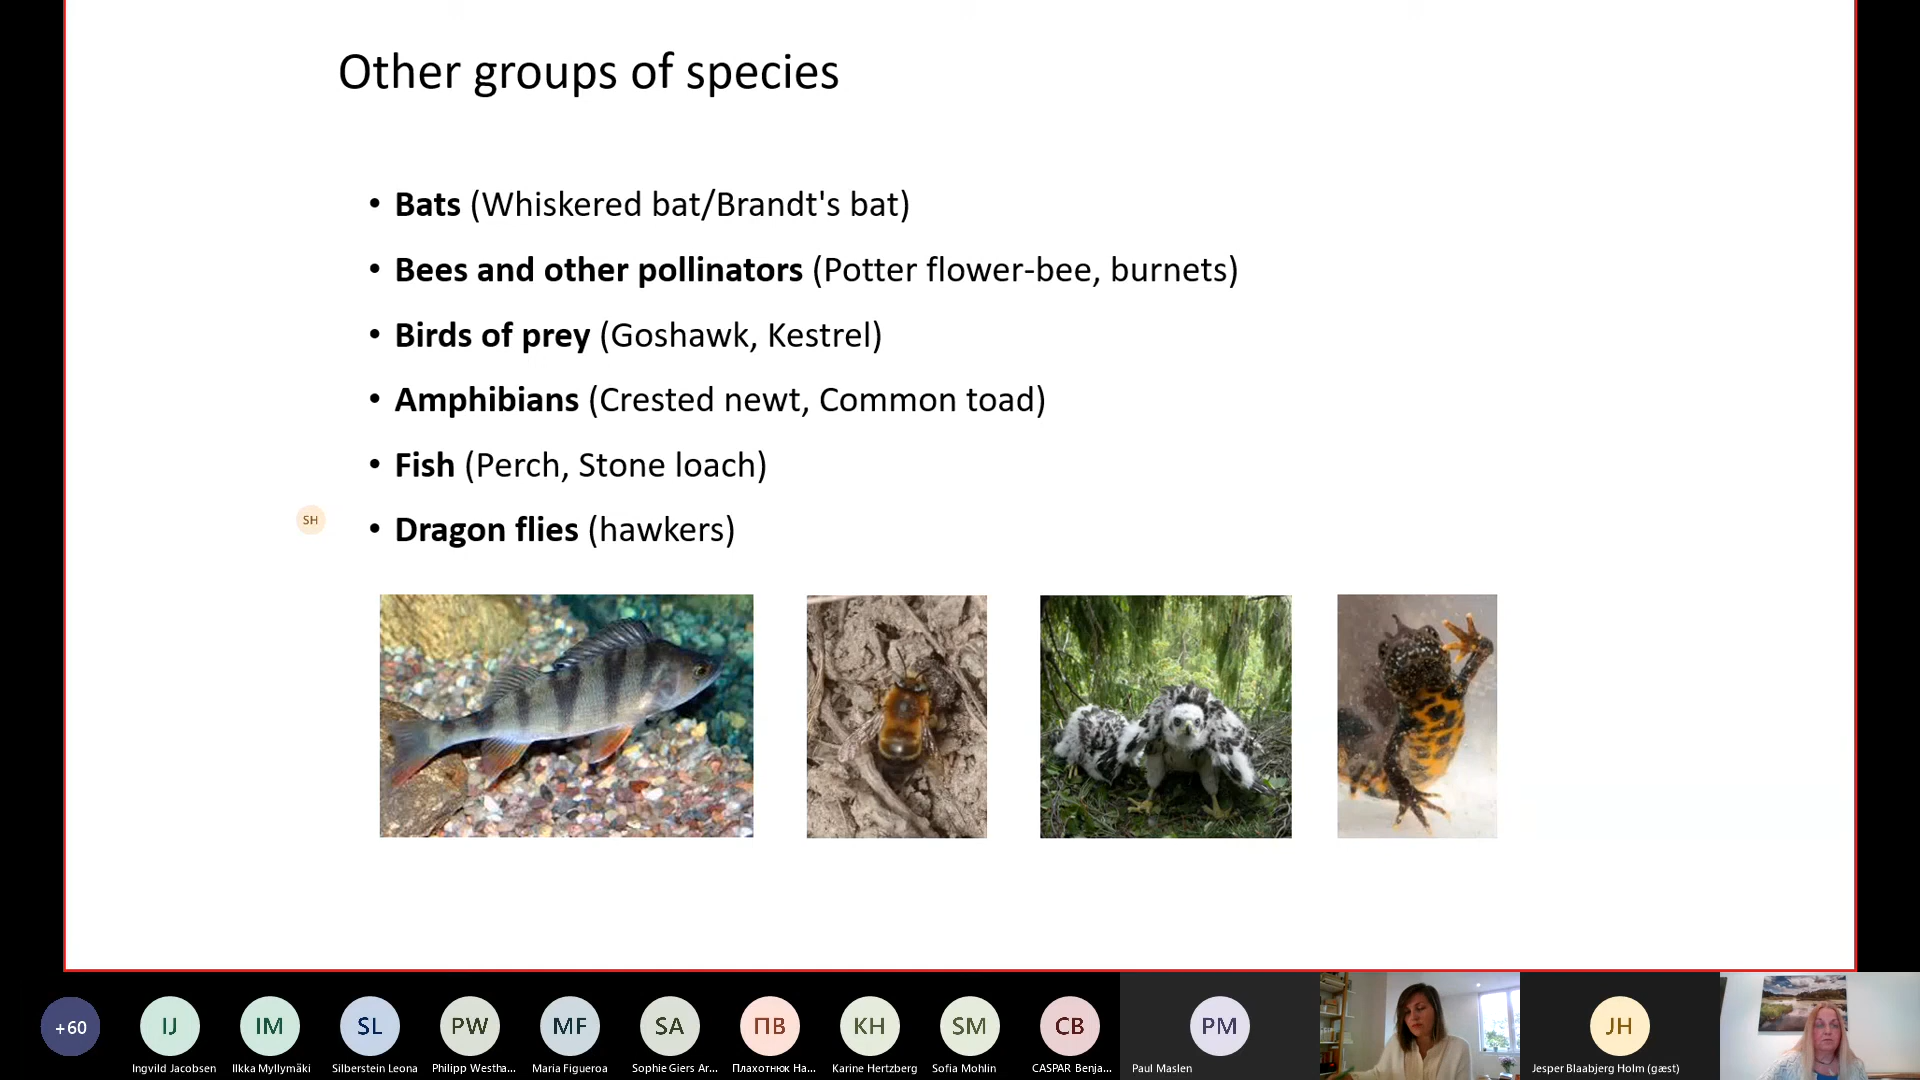 Other groups of species
• Bats (Whiskered bat/Brandt's bat)
• Bees and other pollinators (Potter flower-bee, burnets)
• Birds of prey (Goshawk, Kestrel)
• Amphibians (Crested newt, Common toad)
• Fish (Perch, Stone loach)
SH
• Dragon flies (hawkers)
+60
IJ
IM
SL
PW
MF
SA
ПВ
KH
SM
CB
PM
JH
Ingvild Jacobsen
Ilkka Myllymäki
Silberstein Leona
Philipp Westha...
Maria Figueroa
Sophie Giers Ar...
Плахотнюк На...
Karine Hertzberg
Sofia Mohlin
CASPAR Benja...
Paul Maslen
Jesper Blaabjerg Holm (gæst)